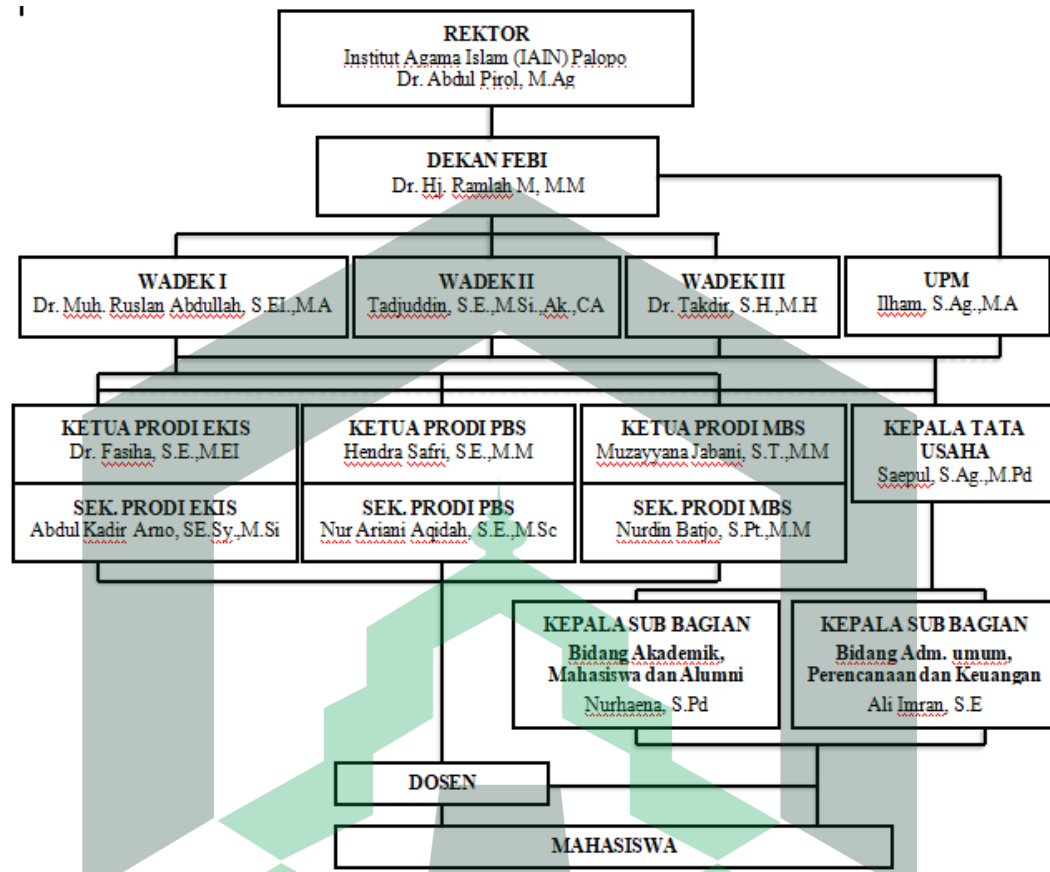 REKTOR
Institut Agama Islam (IAIN) Palopo
Dr. Abdul Pirol, M.Ag
DEKAN FEBI
Dr. Hj. Ramlah M, M.M
WADEK I
Dr. Muh. Ruslan Abdullah, S.EI.,M.A
WADEK II
Tadjuddin, S.E.,M.Si.,Ak.,CA
WADEK III
Dr. Takdir, S.H,M.H
UPM
Ilham, S.Ag.,M.A
KETUA PRODI EKIS
Dr. Fasiha, S.E.,M.EI
SEK. PRODI EKIS
Abdul Kadir Arno, SE.Sy.,M.Si
KETUA PRODI PBS
Hendra Safri, S.E.,M.M
SEK. PRODI PBS
Nur Ariani Aqidah, S.E.,M.Sc
KETUA PRODI MBS
Muzayyana Jabani, S.T.,M.M
SEK. PRODI MBS
Nurdin Batjo, S.Pt.,M.M
KEPALA TATA
USAHA
Saepul, S.Ag.,M.Pd
KEPALA SUB BAGIAN
Bidang Akademik,
Mahasiswa dan Alumni
Nurhaena, S.Pd
KEPALA SUB BAGIAN
Bidang Adm. umum,
Perencanaan dan Keuangan
Ali Imran, S.E
DOSEN
MAHASISWA